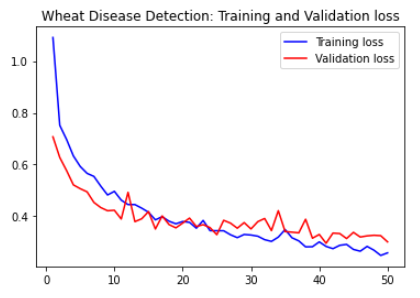 Wheat Disease Detection: Training and Validation loss
Training loss
Validation loss
1.0
0.8
0.6
0.4
0 10 20 30 40 50